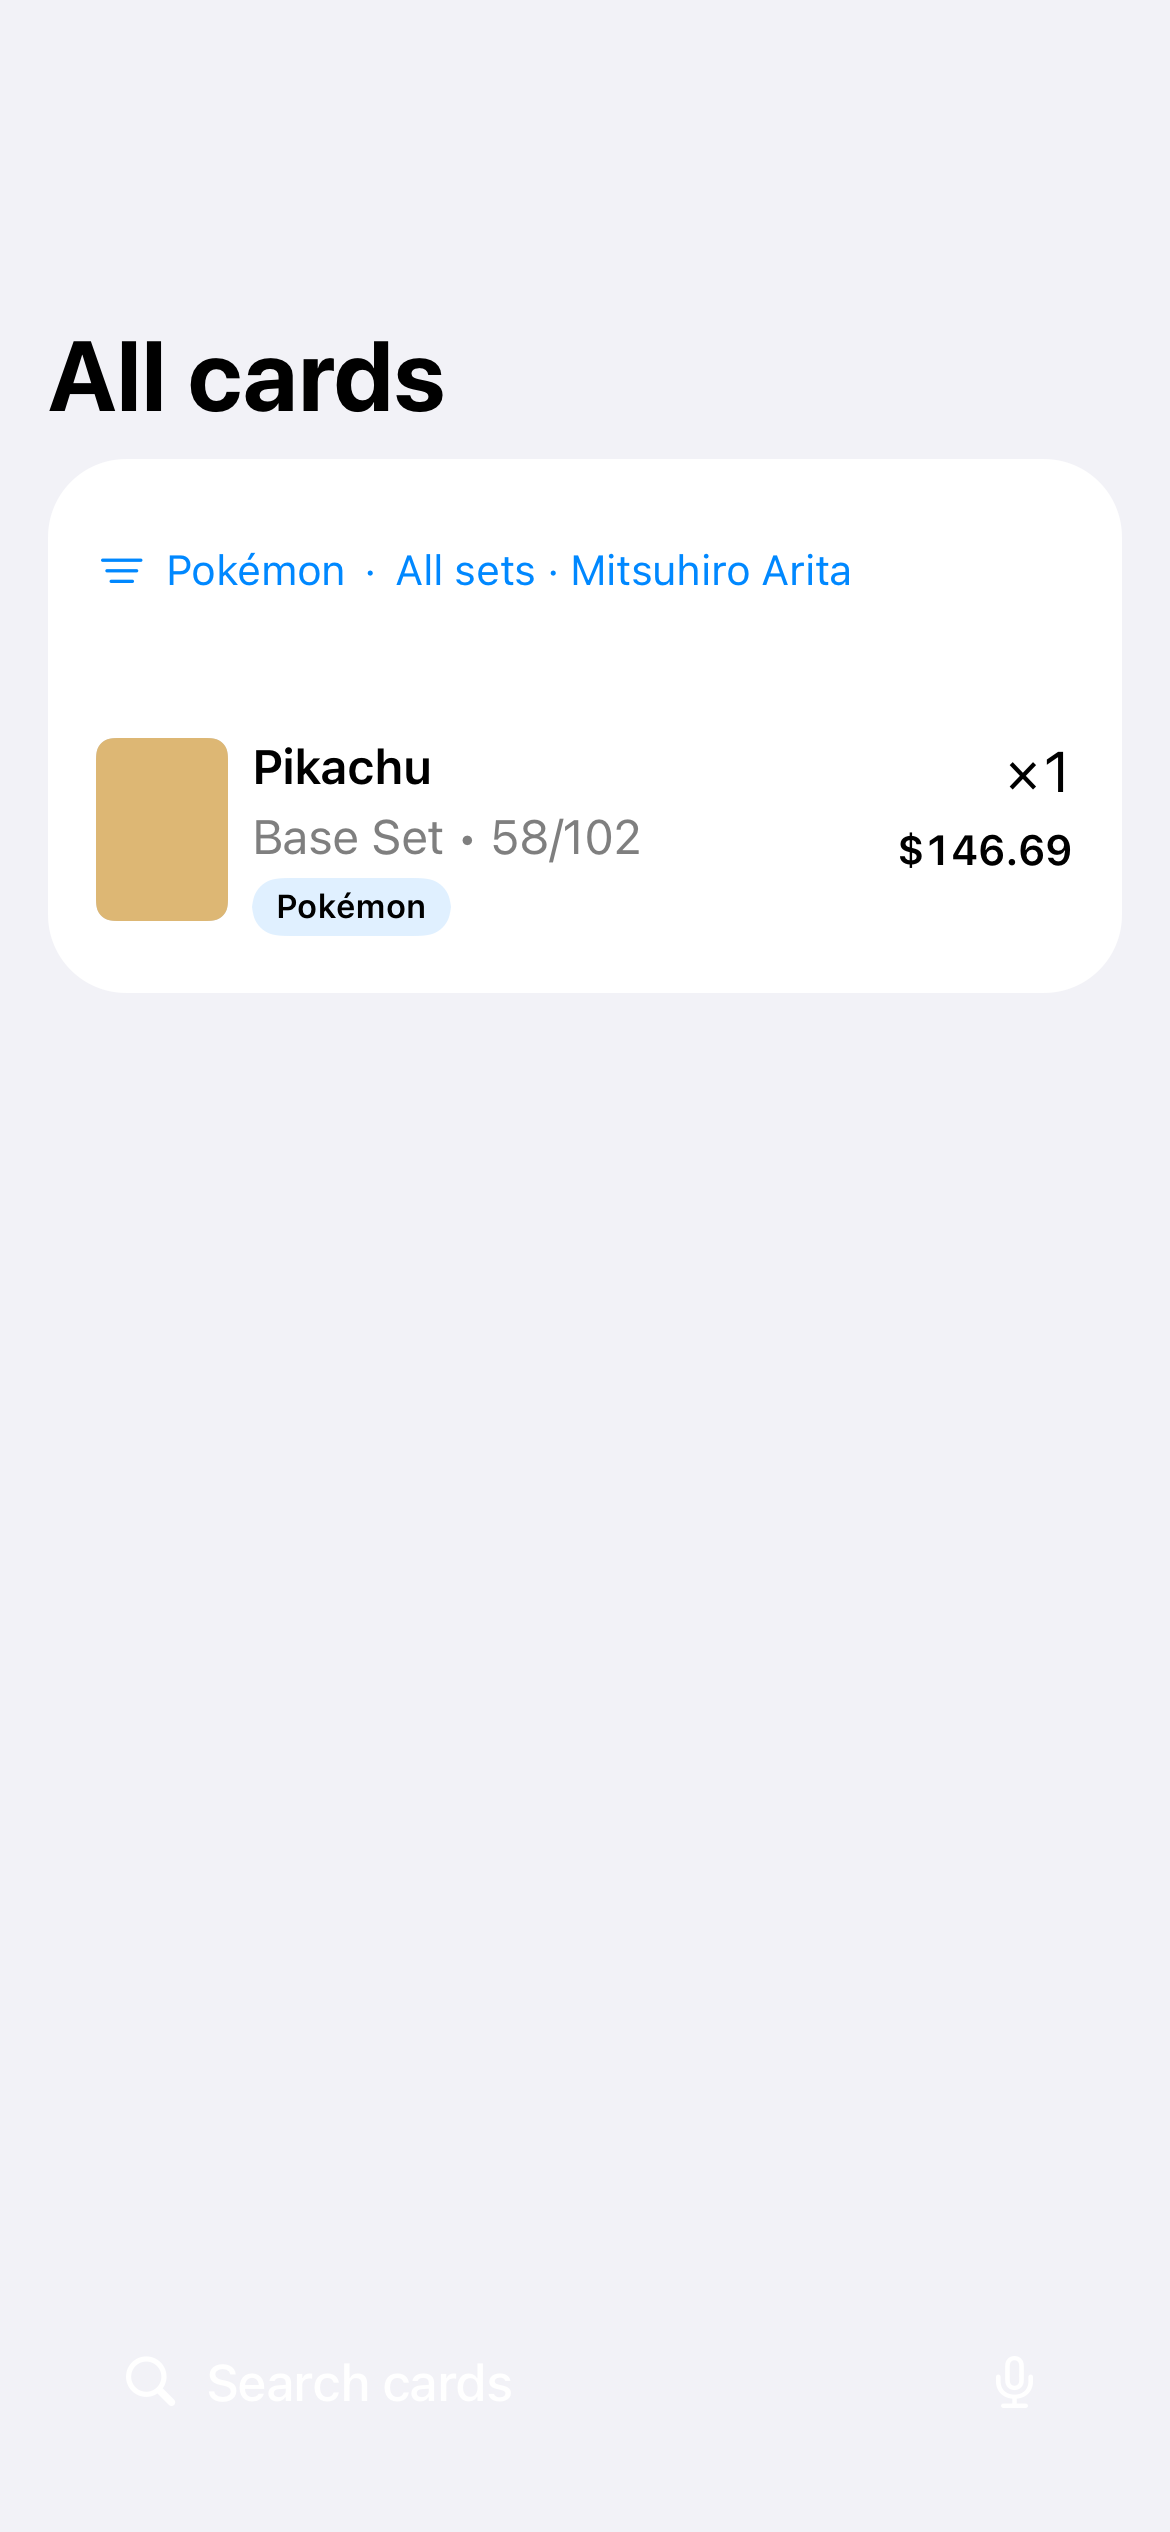 All cards
Pokémon · All sets · Mitsuhiro Arita
Pikachu
×1
Base Set • 58/102
$146.69
Pokémon
Search cards